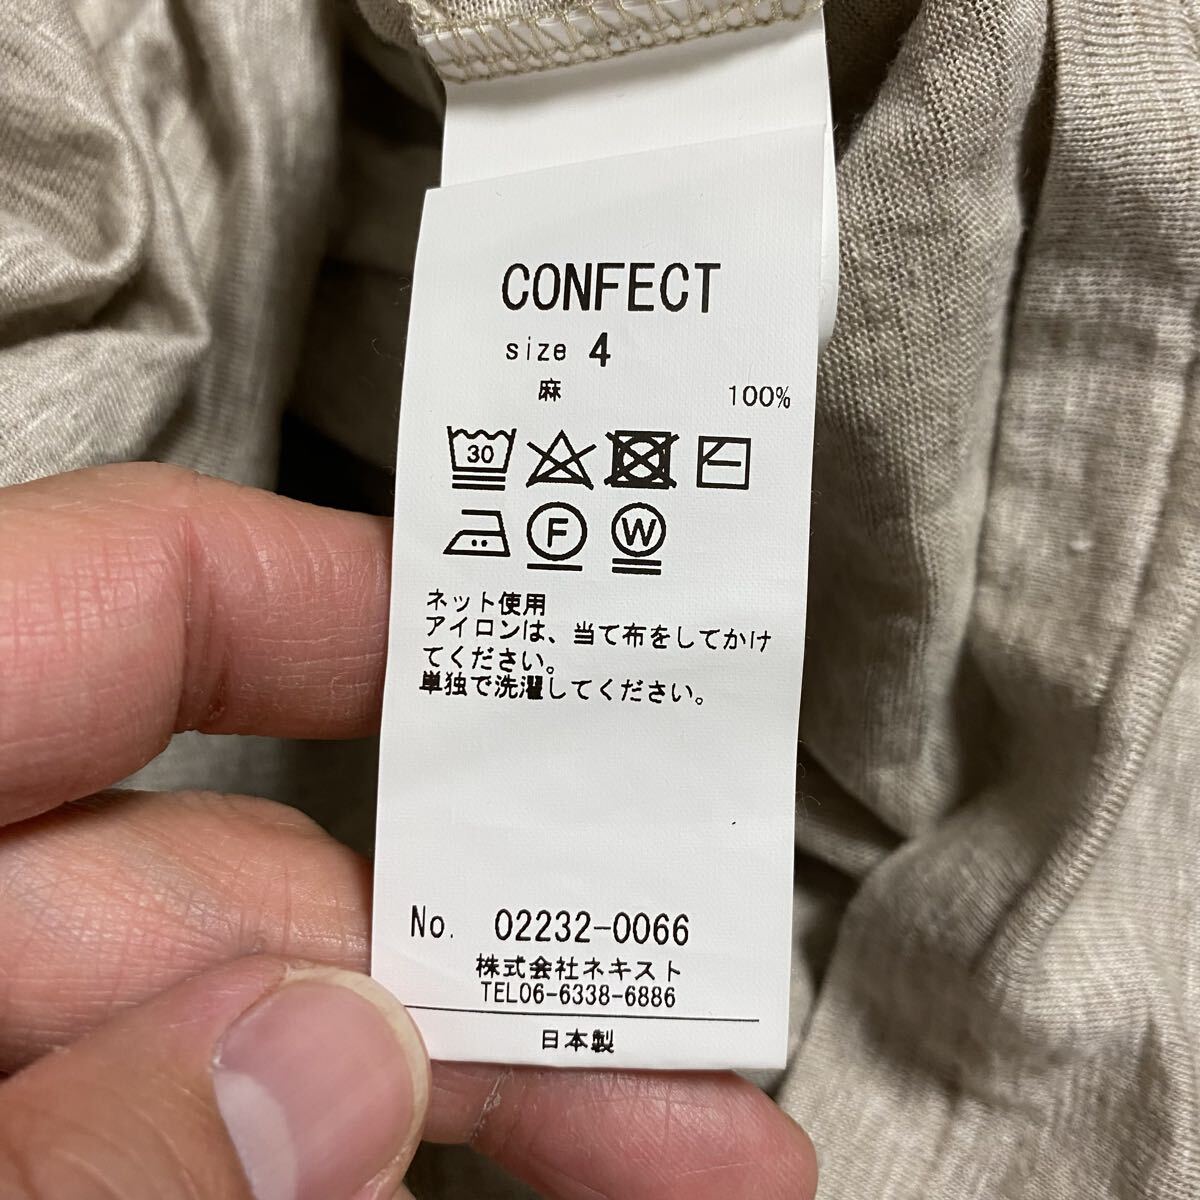 CONFECT
size 4
麻 100%
30
F W
ネット使用
アイロンは、当て布をしてかけ
てください。
単独で洗濯してください。
No. 02232-0066
株式会社ネキスト
TEL06-6338-6886
日本製